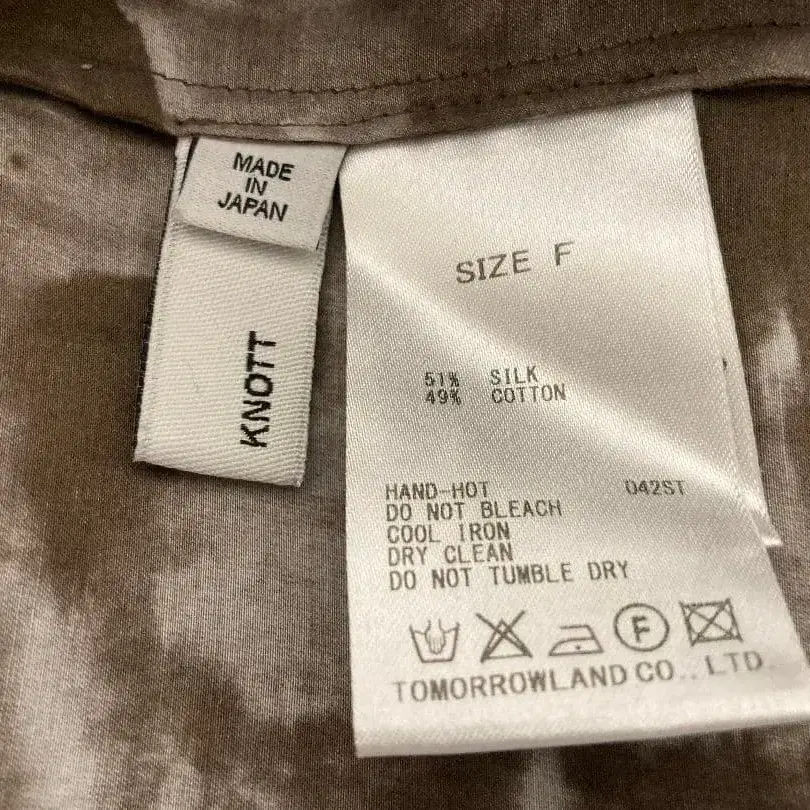 MADE
IN
JAPAN
KNOTT
SIZE F
51% SILK
49% COTTON
HAND-HOT 042ST
DO NOT BLEACH
COOL IRON
DRY CLEAN
DO NOT TUMBLE DRY
F
TOMORROWLAND CO., LTD.